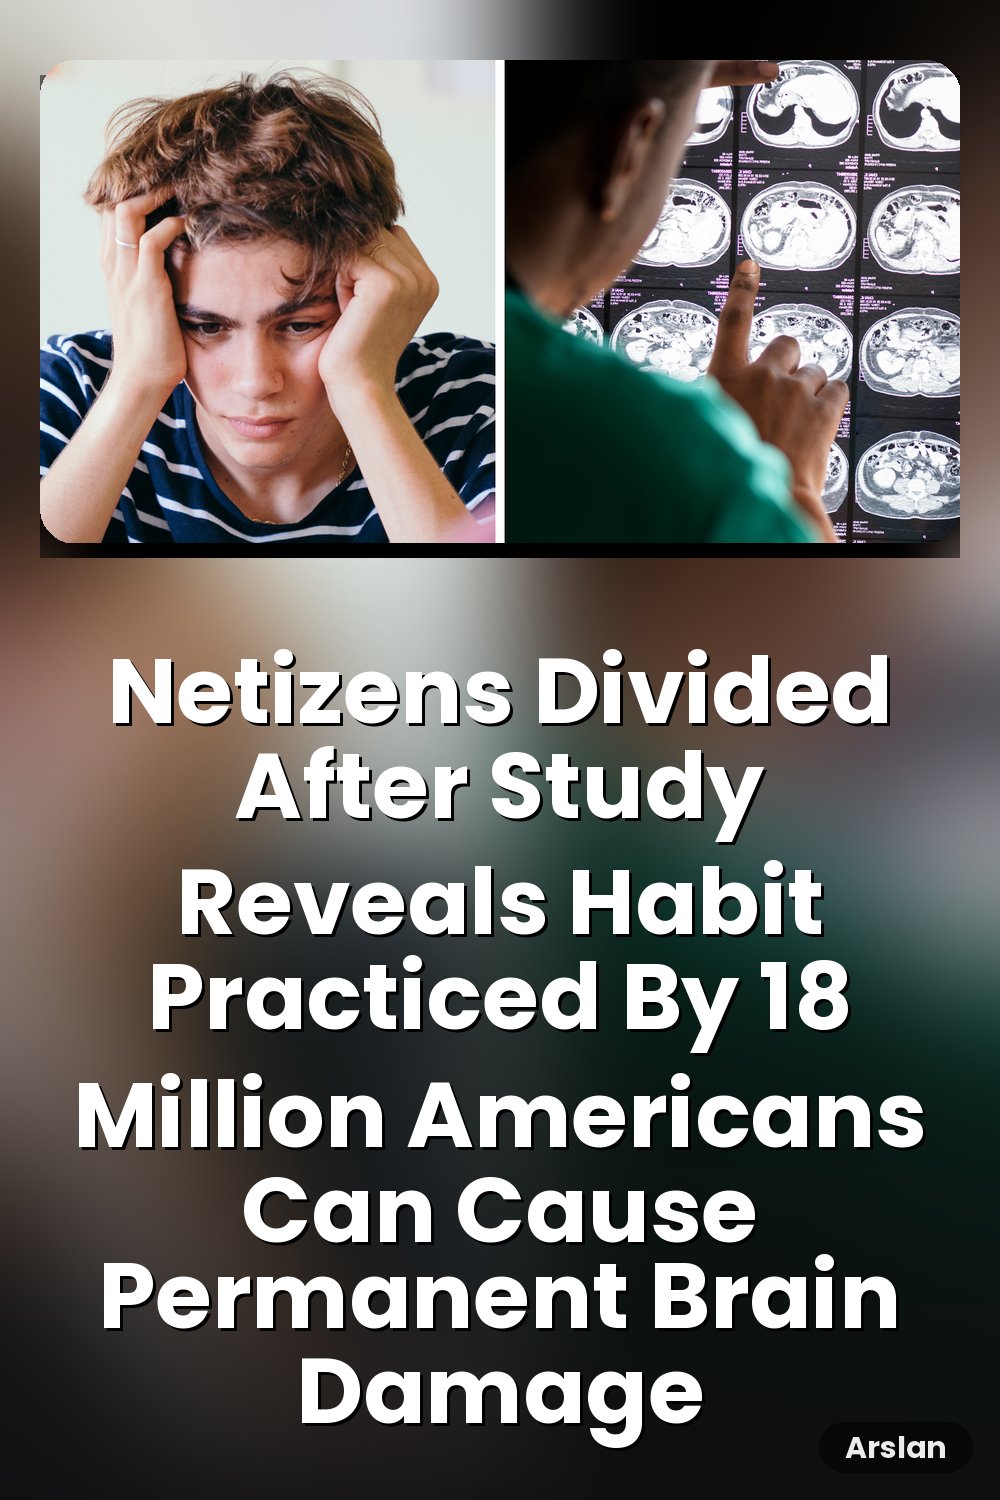 Netizens Divided
After Study
Reveals Habit
Practiced By 18
Million Americans
Can Cause
Permanent Brain
Damage
Arslan